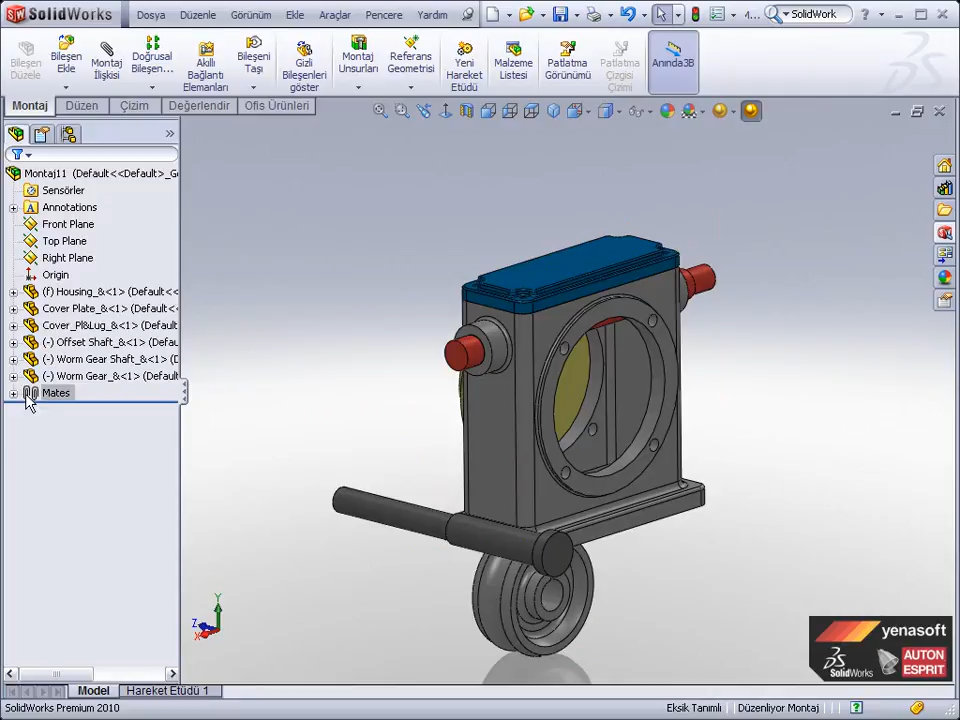 SolidWorks Dosya Düzenle Görünüm Ekle Araçlar Pencere Yardım 4... SolidWork
Bileşen Düzele
Bileşen Ekle
Montaj İlişkisi
Doğrusal Bileşen...
Akıllı Bağlantı Elemanları
Bileşeni Taşı
Gizli Bileşenleri göster
Montaj Unsurları
Referans Geometrisi
Yeni Hareket Etüdü
Malzeme Listesi
Patlatma Görünümü
Patlatma Çizgisi Çizimi
Anında3B
Montaj Düzen Çizim Değerlendir Ofis Ürünleri
Montaj11 (Default<<Default>_G
Sensörler
Annotations
Front Plane
Top Plane
Right Plane
Origin
(f) Housing_&<1> (Default<<
Cover Plate_&<1> (Default<<
Cover_Pl&Lug_&<1> (Default
(-) Offset Shaft_&<1> (Default
(-) Worm Gear Shaft_&<1> (D
(-) Worm Gear_&<1> (Default
Mates
Y
Z
X
yenasoft
SolidWorks
AUTON
ESPRIT
Model Hareket Etüdü 1
SolidWorks Premium 2010 Eksik Tanımlı Düzenliyor Montaj